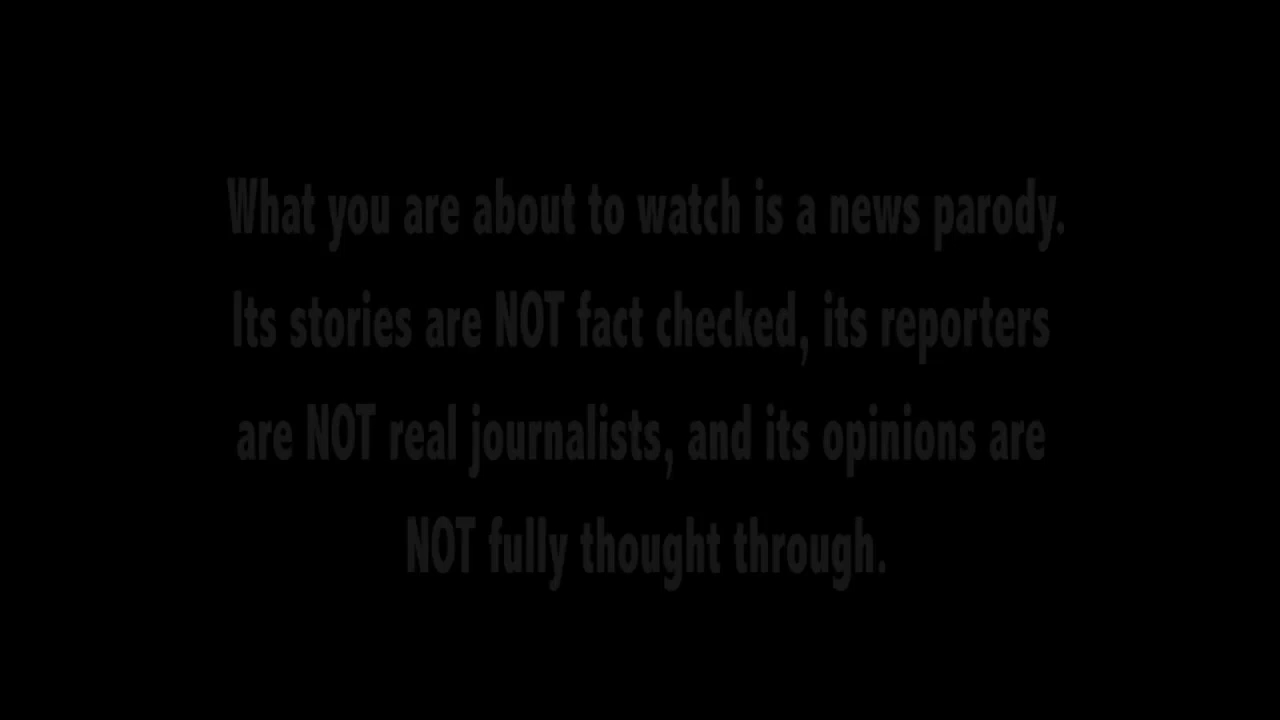 What you are about to watch is a news parody.
Its stories are NOT fact checked, its reporters
are NOT real journalists, and its opinions are
NOT fully thought through.